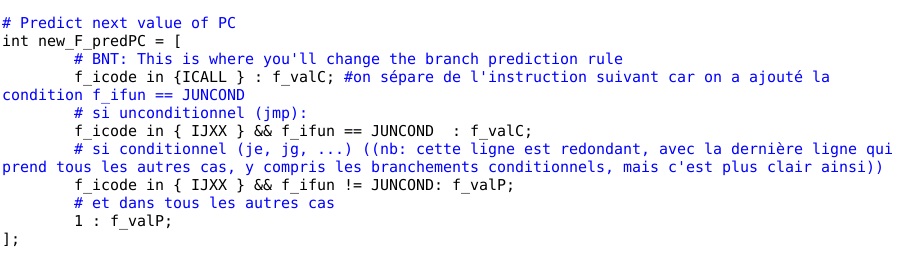 # Predict next value of PC
int new_F_predPC = [
        # BNT: This is where you'll change the branch prediction rule
        f_icode in {ICALL } : f_valC; #on sépare de l'instruction suivant car on a ajouté la
condition f_ifun == JUNCOND
        # si unconditionnel (jmp):
        f_icode in { IJXX } && f_ifun == JUNCOND  : f_valC;
        # si conditionnel (je, jg, ...) ((nb: cette ligne est redondant, avec la dernière ligne qui
prend tous les autres cas, y compris les branchements conditionnels, mais c'est plus clair ainsi))
        f_icode in { IJXX } && f_ifun != JUNCOND: f_valP;
        # et dans tous les autres cas
        1 : f_valP;
];